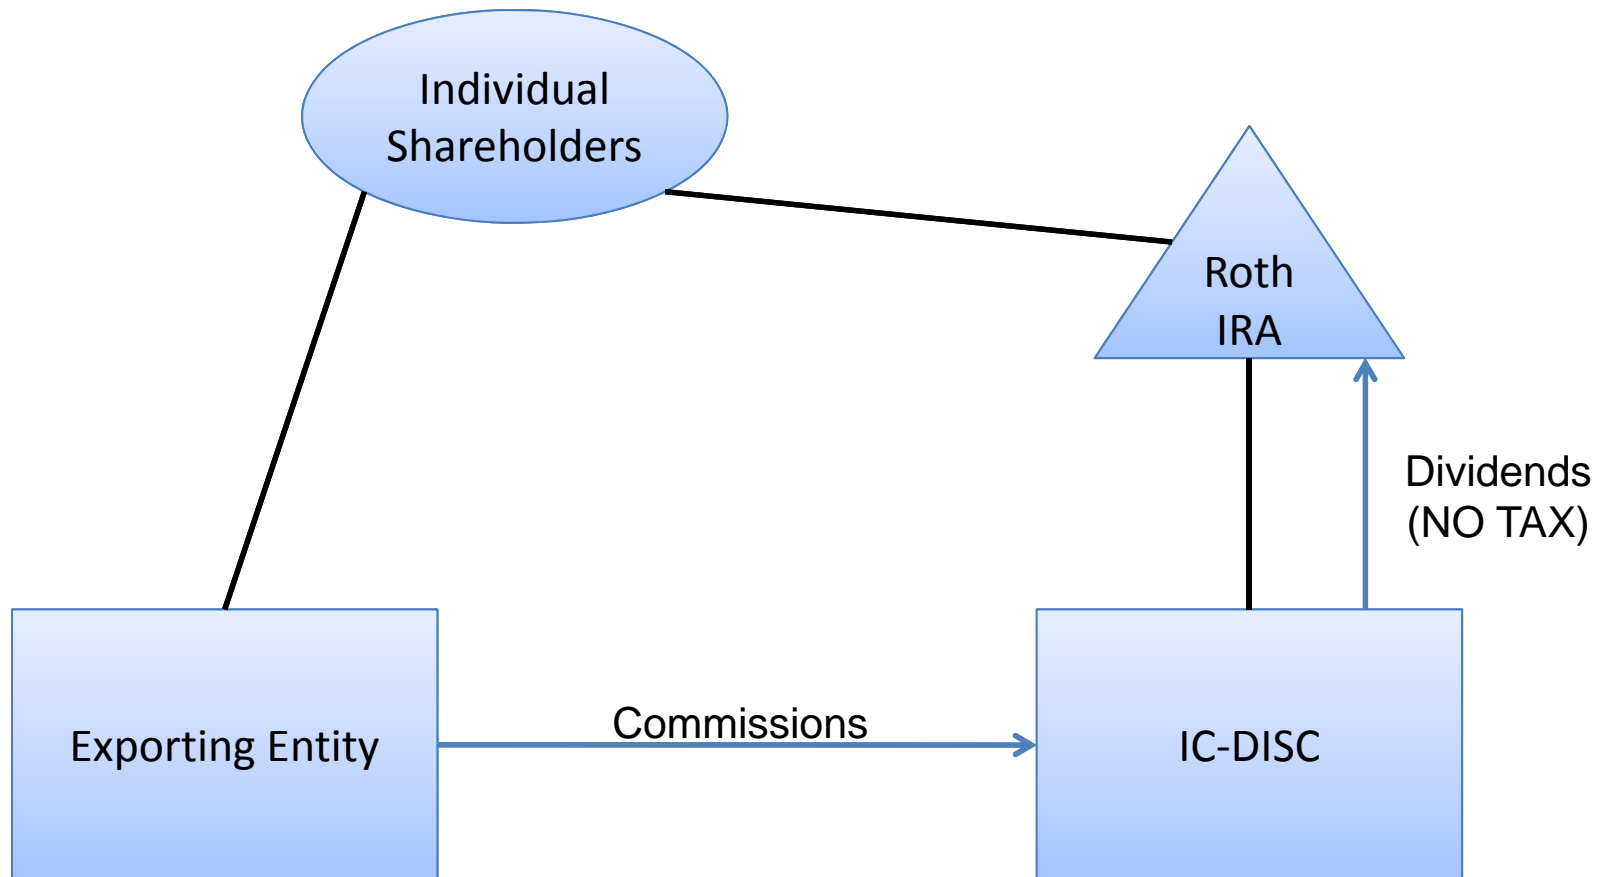 Individual
Shareholders
Roth
IRA
Dividends
(NO TAX)
Exporting Entity
Commissions
IC-DISC